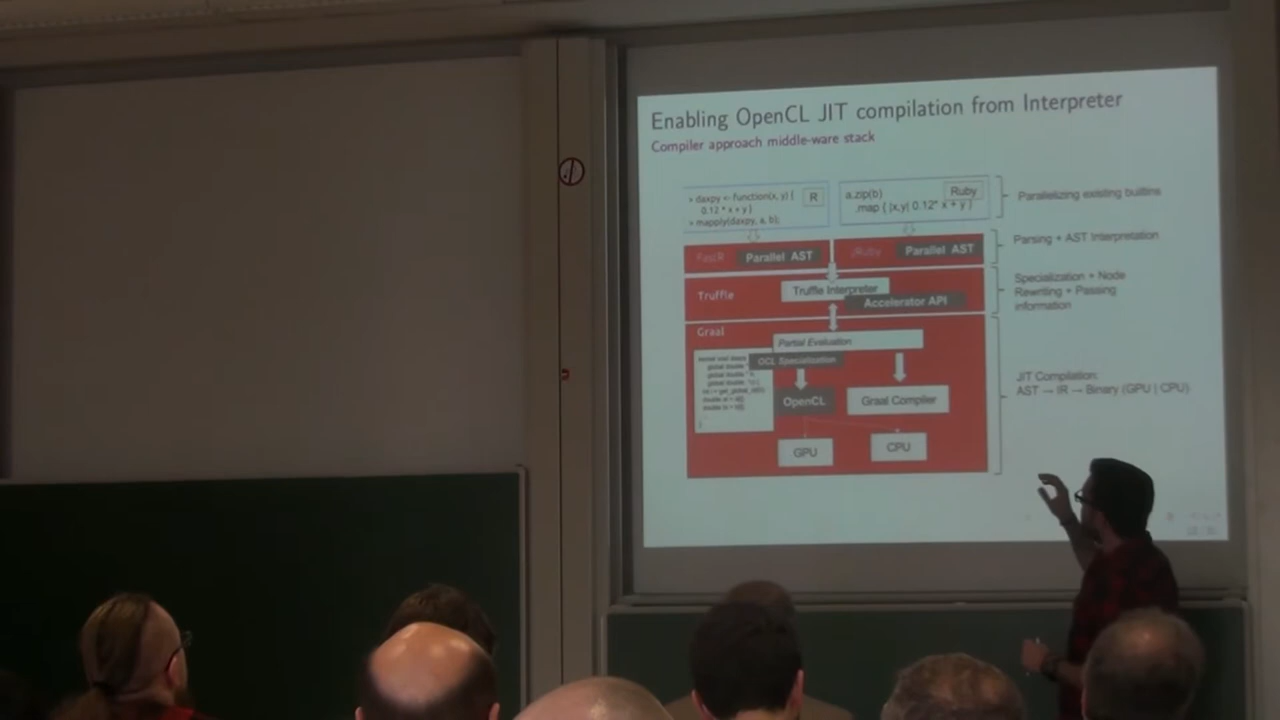 Enabling OpenCL JIT compilation from Interpreter
Compiler approach middle-ware stack
> daxpy <- function(x, y) {
0.12 * x + y }
> mapply(daxpy, a, b);
R
a.zip(b)
.map { |x,y| 0.12* x + y }
Ruby
Parallelizing existing builtins
FastR
Parallel AST
JRuby
Parallel AST
Parsing + AST Interpretation
Truffle
Truffle Interpreter
Accelerator API
Specialization + Node
Rewriting + Passing
information
Graal
Partial Evaluation
OCL Specialization
OpenCL
Graal Compiler
GPU
CPU
JIT Compilation:
AST → IR → Binary (GPU | CPU)